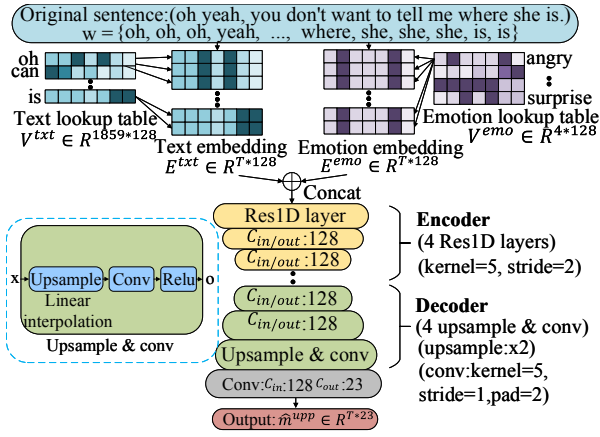 Original sentence:(oh yeah, you don't want to tell me where she is.)
w = {oh, oh, oh, yeah, ..., where, she, she, she, is, is}
oh
can
is
angry
surprise
Text lookup table
V^{txt} ∈ R^{1859*128}
Text embedding
E^{txt} ∈ R^{T*128}
Emotion embedding
E^{emo} ∈ R^{T*128}
Emotion lookup table
V^{emo} ∈ R^{4*128}
Concat
Res1D layer
C_{in/out}:128
C_{in/out}:128
Encoder
(4 Res1D layers)
(kernel=5, stride=2)
C_{in/out}:128
C_{in/out}:128
Upsample & conv
Decoder
(4 upsample & conv)
(upsample:x2)
(conv:kernel=5,
stride=1,pad=2)
x
Upsample
Conv
Relu
o
Linear
interpolation
Upsample & conv
Conv:C_{in}:128 C_{out}:23
Output: m̂^{upp} ∈ R^{T*23}